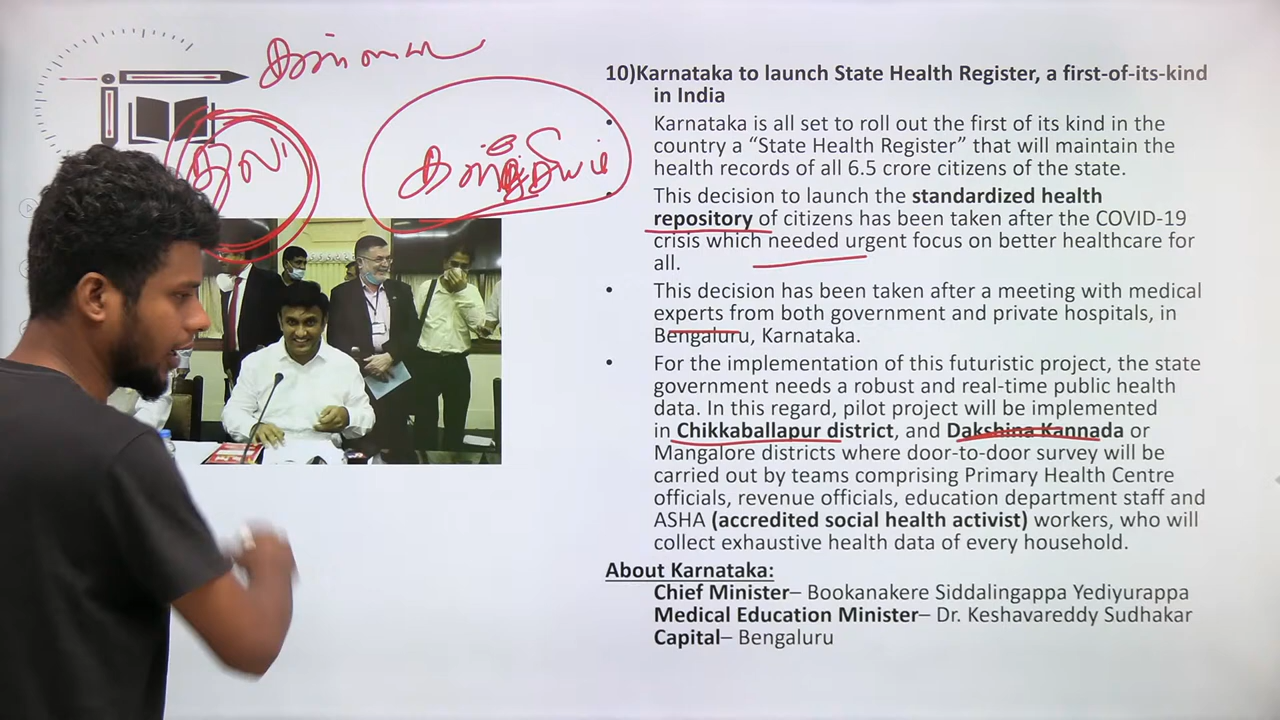 10)Karnataka to launch State Health Register, a first-of-its-kind
in India
• Karnataka is all set to roll out the first of its kind in the
country a “State Health Register” that will maintain the
health records of all 6.5 crore citizens of the state.
• This decision to launch the standardized health
repository of citizens has been taken after the COVID-19
crisis which needed urgent focus on better healthcare for
all.
• This decision has been taken after a meeting with medical
experts from both government and private hospitals, in
Bengaluru, Karnataka.
• For the implementation of this futuristic project, the state
government needs a robust and real-time public health
data. In this regard, pilot project will be implemented
in Chikkaballapur district, and Dakshina Kannada or
Mangalore districts where door-to-door survey will be
carried out by teams comprising Primary Health Centre
officials, revenue officials, education department staff and
ASHA (accredited social health activist) workers, who will
collect exhaustive health data of every household.
About Karnataka:
Chief Minister– Bookanakere Siddalingappa Yediyurappa
Medical Education Minister– Dr. Keshavareddy Sudhakar
Capital– Bengaluru